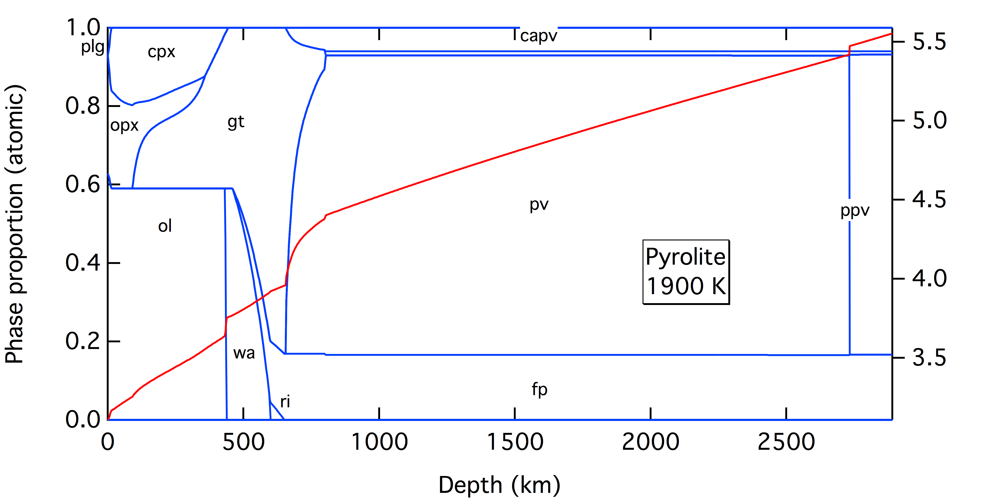 1.0
0.8
0.6
0.4
0.2
0.0
Phase proportion (atomic)
plg
cpx
opx
gt
ol
wa
ri
capv
pv
ppv
fp
Pyrolite
1900 K
5.5
5.0
4.5
4.0
3.5
0 500 1000 1500 2000 2500
Depth (km)